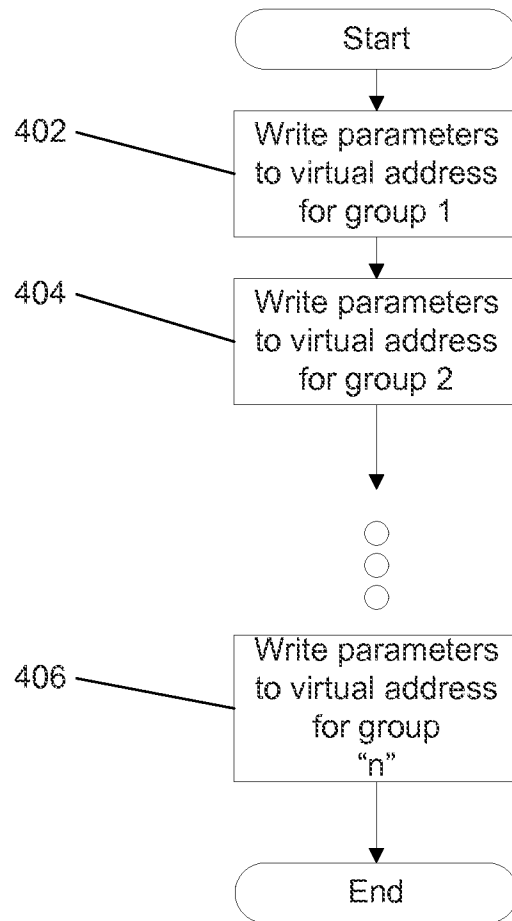 Start
402
Write parameters
to virtual address
for group 1
404
Write parameters
to virtual address
for group 2
406
Write parameters
to virtual address
for group
“n”
End